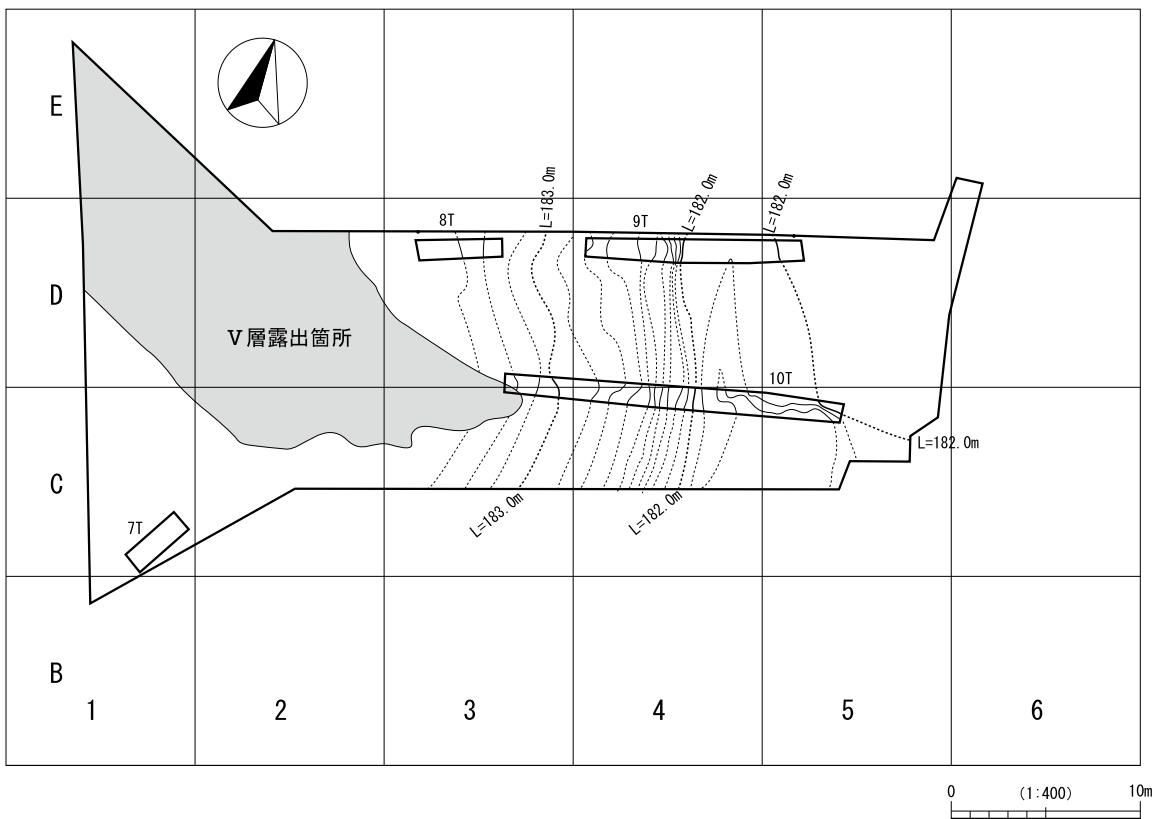 E
L=183.0m
L=182.0m
L=182.0m
8T
9T
D
Ⅴ層露出箇所
10T
L=182.0m
C
L=183.0m
L=182.0m
7T
B
1
2
3
4
5
6
0
(1:400)
10m